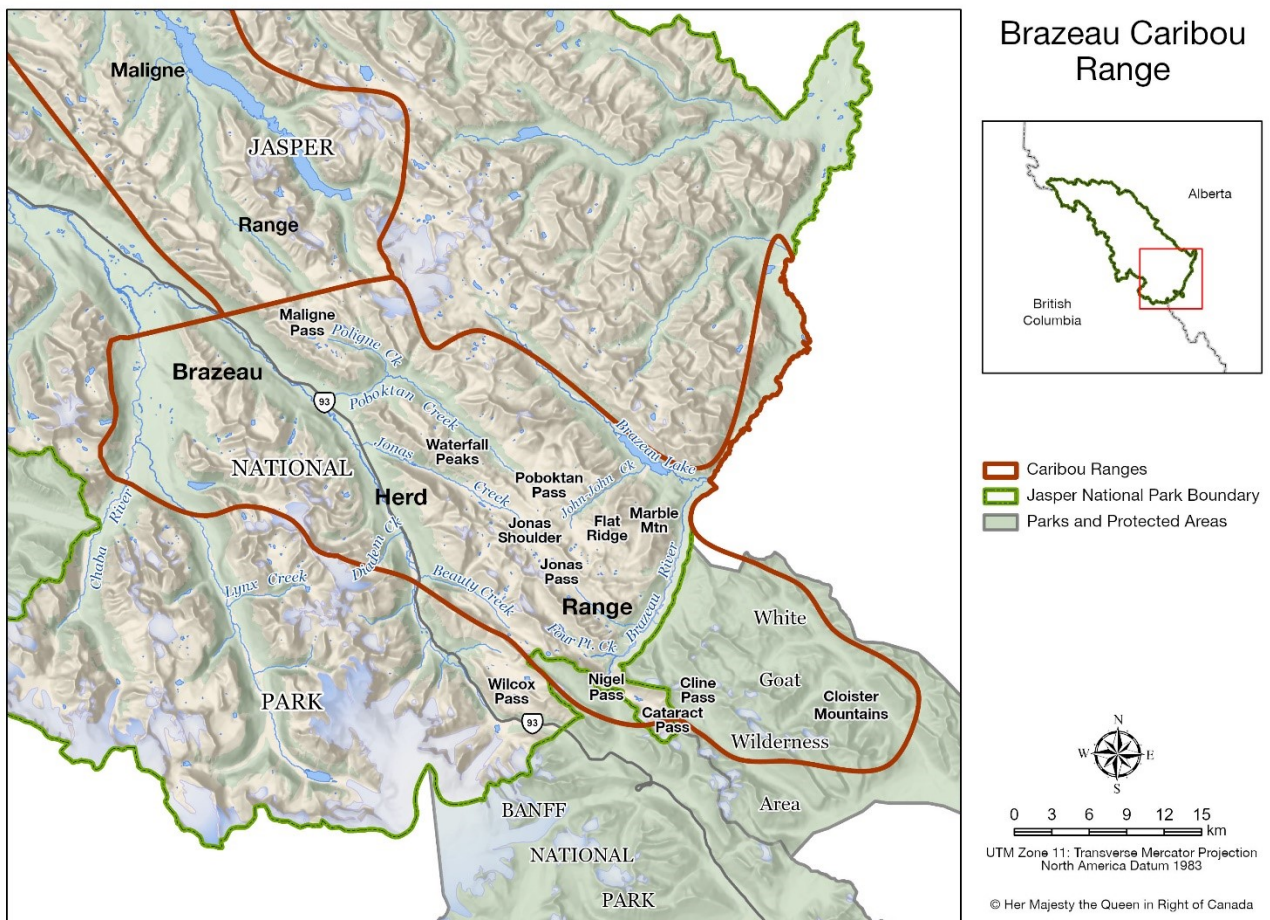 Brazeau Caribou
Range
Maligne
JASPER
Range
Maligne
Pass
Poligne Ck
Brazeau
93
Poboktan Creek
Brazeau Lake
Jonas
Creek
Waterfall
Peaks
NATIONAL
Poboktan
Pass
John-John Ck
Herd
Marble
Mtn
Flat
Ridge
Jonas
Shoulder
Chaba
River
Diadem Ck
Jonas
Pass
Lynx Creek
Beauty Creek
Range
Brazeau
River
Four Pt. Ck
White
Goat
Wilderness
Area
PARK
Wilcox
Pass
Nigel
Pass
Cline
Pass
Cloister
Mountains
Cataract
Pass
93
BANFF
NATIONAL
PARK
Alberta
British
Columbia
Caribou Ranges
Jasper National Park Boundary
Parks and Protected Areas
N
W
E
S
0 3 6 9 12 15
km
UTM Zone 11: Transverse Mercator Projection
North America Datum 1983
© Her Majesty the Queen in Right of Canada